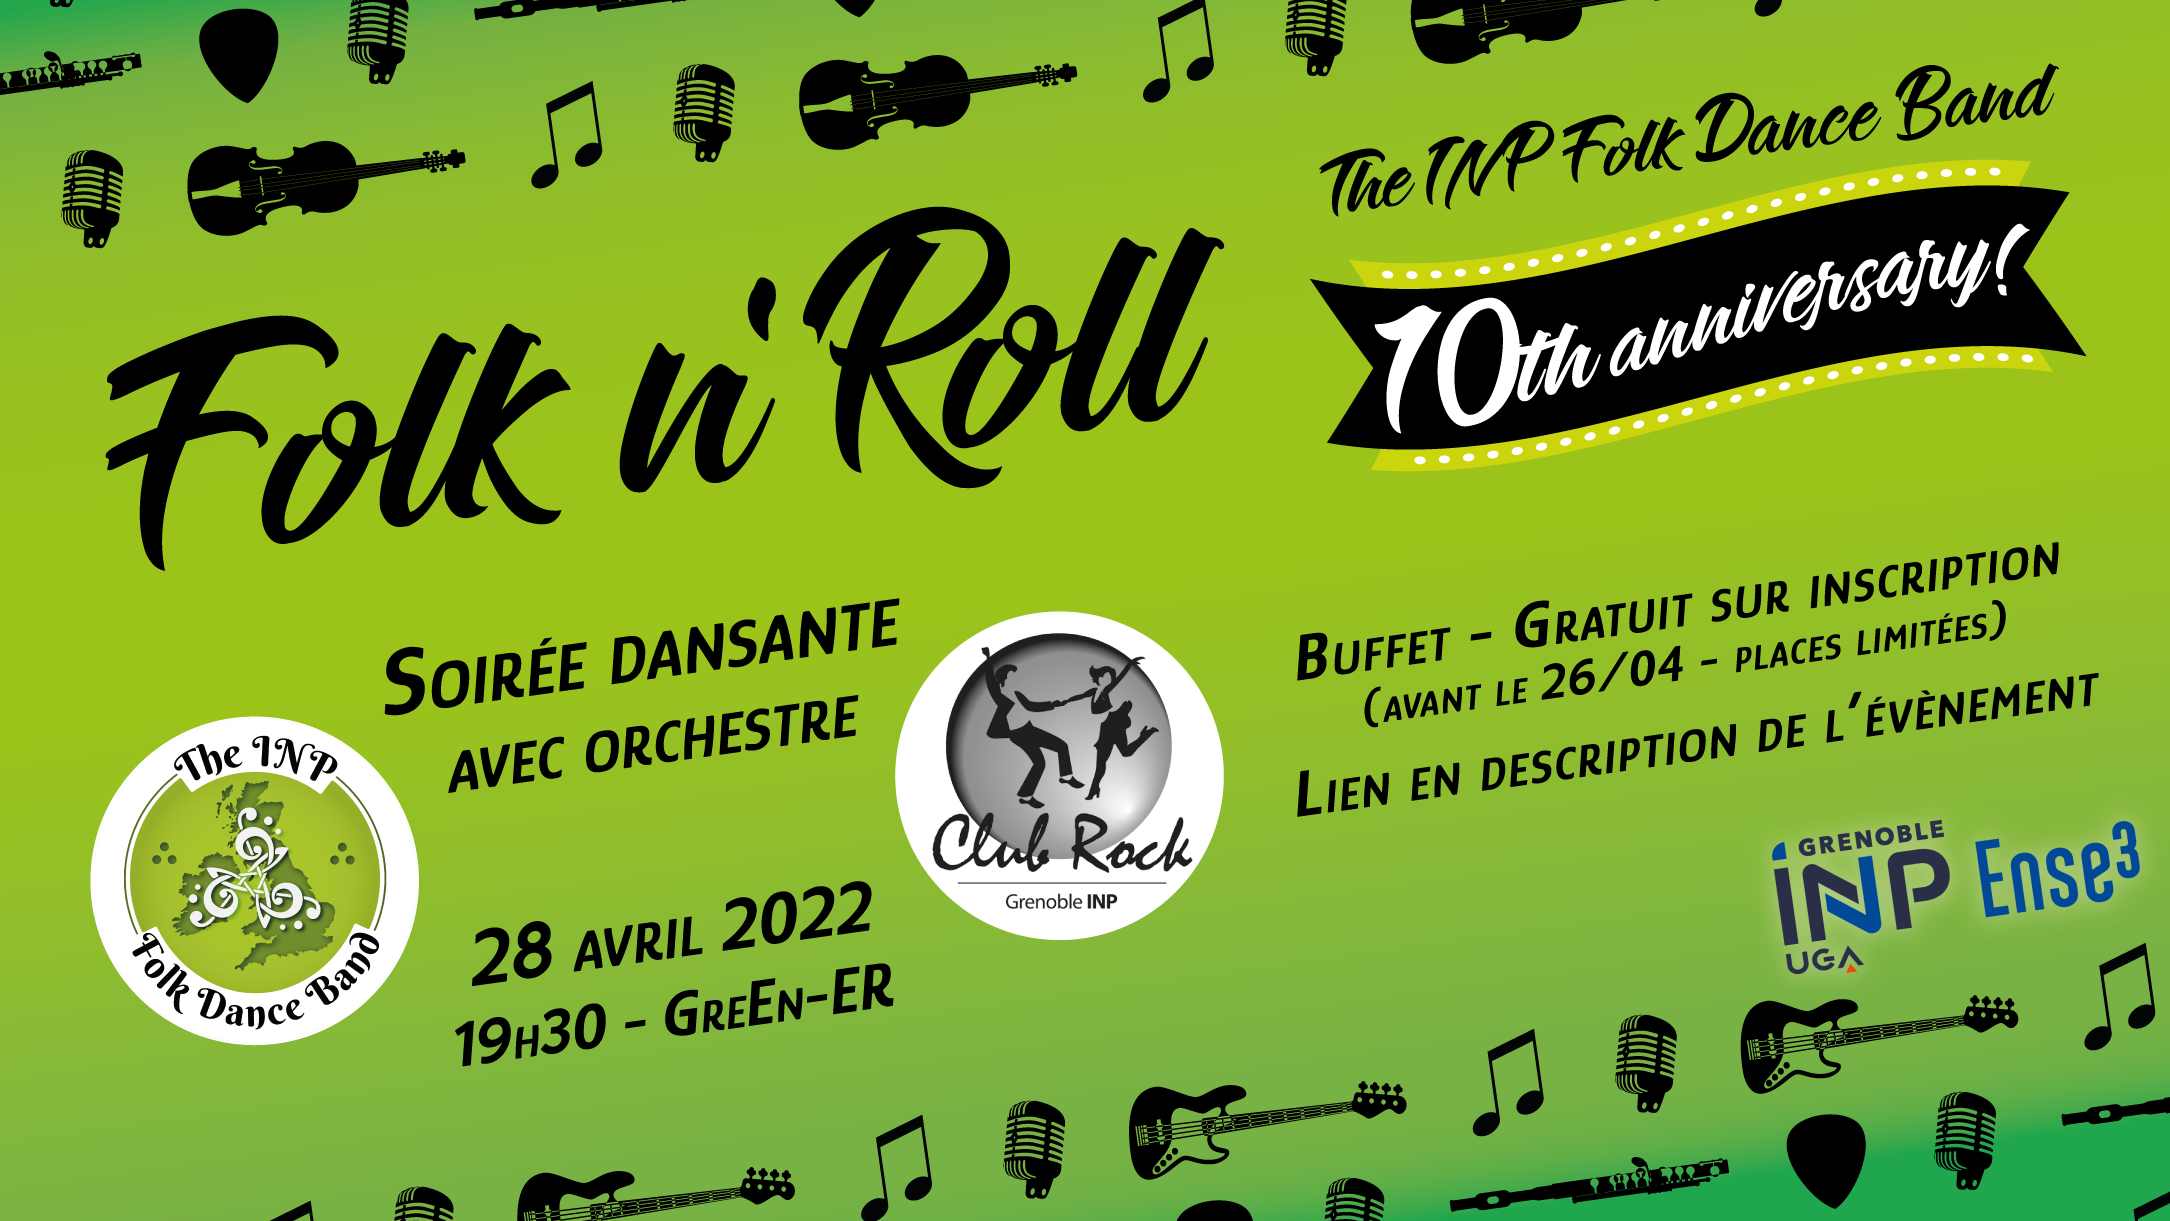 The INP Folk Dance Band
10th anniversary!
Folk n' Roll
Soirée dansante
avec orchestre
28 avril 2022
19h30 - GreEn-ER
The INP
Folk Dance Band
Club Rock
Grenoble INP
Buffet - Gratuit sur inscription
(avant le 26/04 - places limitées)
Lien en description de l'évènement
GRENOBLE
INP
UGA
Ense3